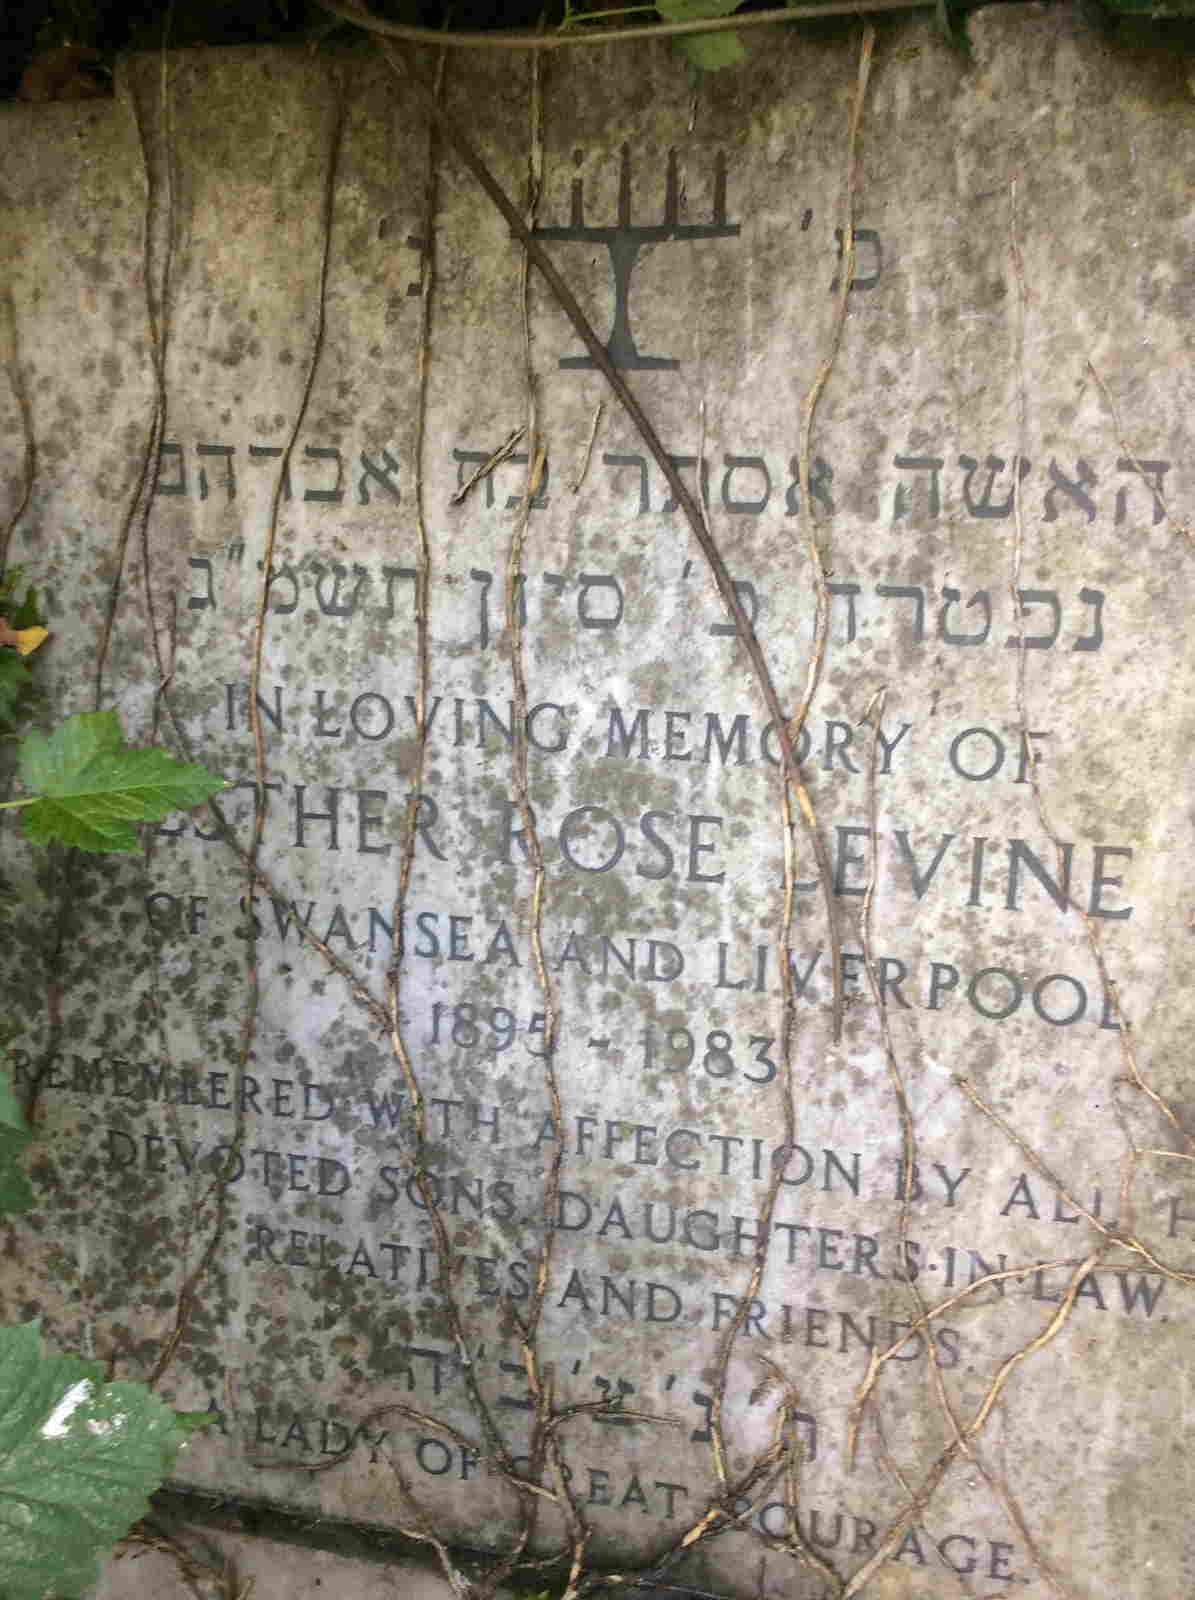 פ' נ'
האשה אסתר בת אברהם
נפטרה ב' סיון תשמ"ג
IN LOVING MEMORY OF
ESTHER ROSE LEVINE
OF SWANSEA AND LIVERPOOL
1895 - 1983
REMEMBERED WITH AFFECTION BY ALL H
DEVOTED SONS, DAUGHTERS-IN-LAW,
RELATIVES AND FRIENDS.
ת' נ' צ' ב' ה'
A LADY OF GREAT COURAGE.